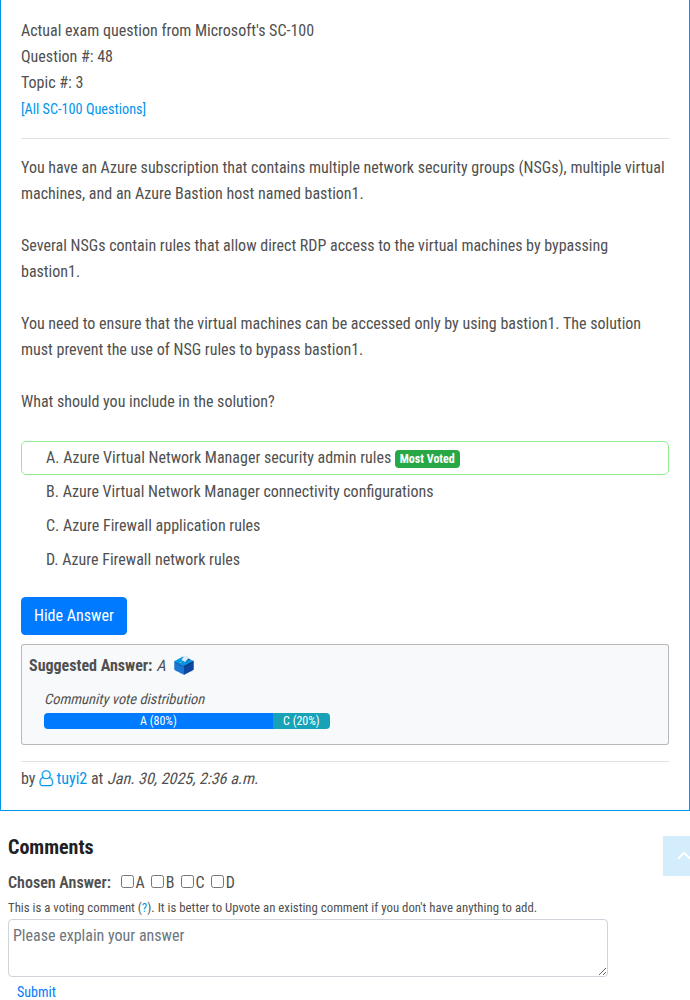 Actual exam question from Microsoft's SC-100
Question #: 48
Topic #: 3
[All SC-100 Questions]
You have an Azure subscription that contains multiple network security groups (NSGs), multiple virtual
machines, and an Azure Bastion host named bastion1.
Several NSGs contain rules that allow direct RDP access to the virtual machines by bypassing
bastion1.
You need to ensure that the virtual machines can be accessed only by using bastion1. The solution
must prevent the use of NSG rules to bypass bastion1.
What should you include in the solution?
A. Azure Virtual Network Manager security admin rules Most Voted
B. Azure Virtual Network Manager connectivity configurations
C. Azure Firewall application rules
D. Azure Firewall network rules
Hide Answer
Suggested Answer: A
Community vote distribution
A (80%) C (20%)
by tuyi2 at Jan. 30, 2025, 2:36 a.m.
Comments
Chosen Answer: A B C D
This is a voting comment (?). It is better to Upvote an existing comment if you don't have anything to add.
Please explain your answer
Submit